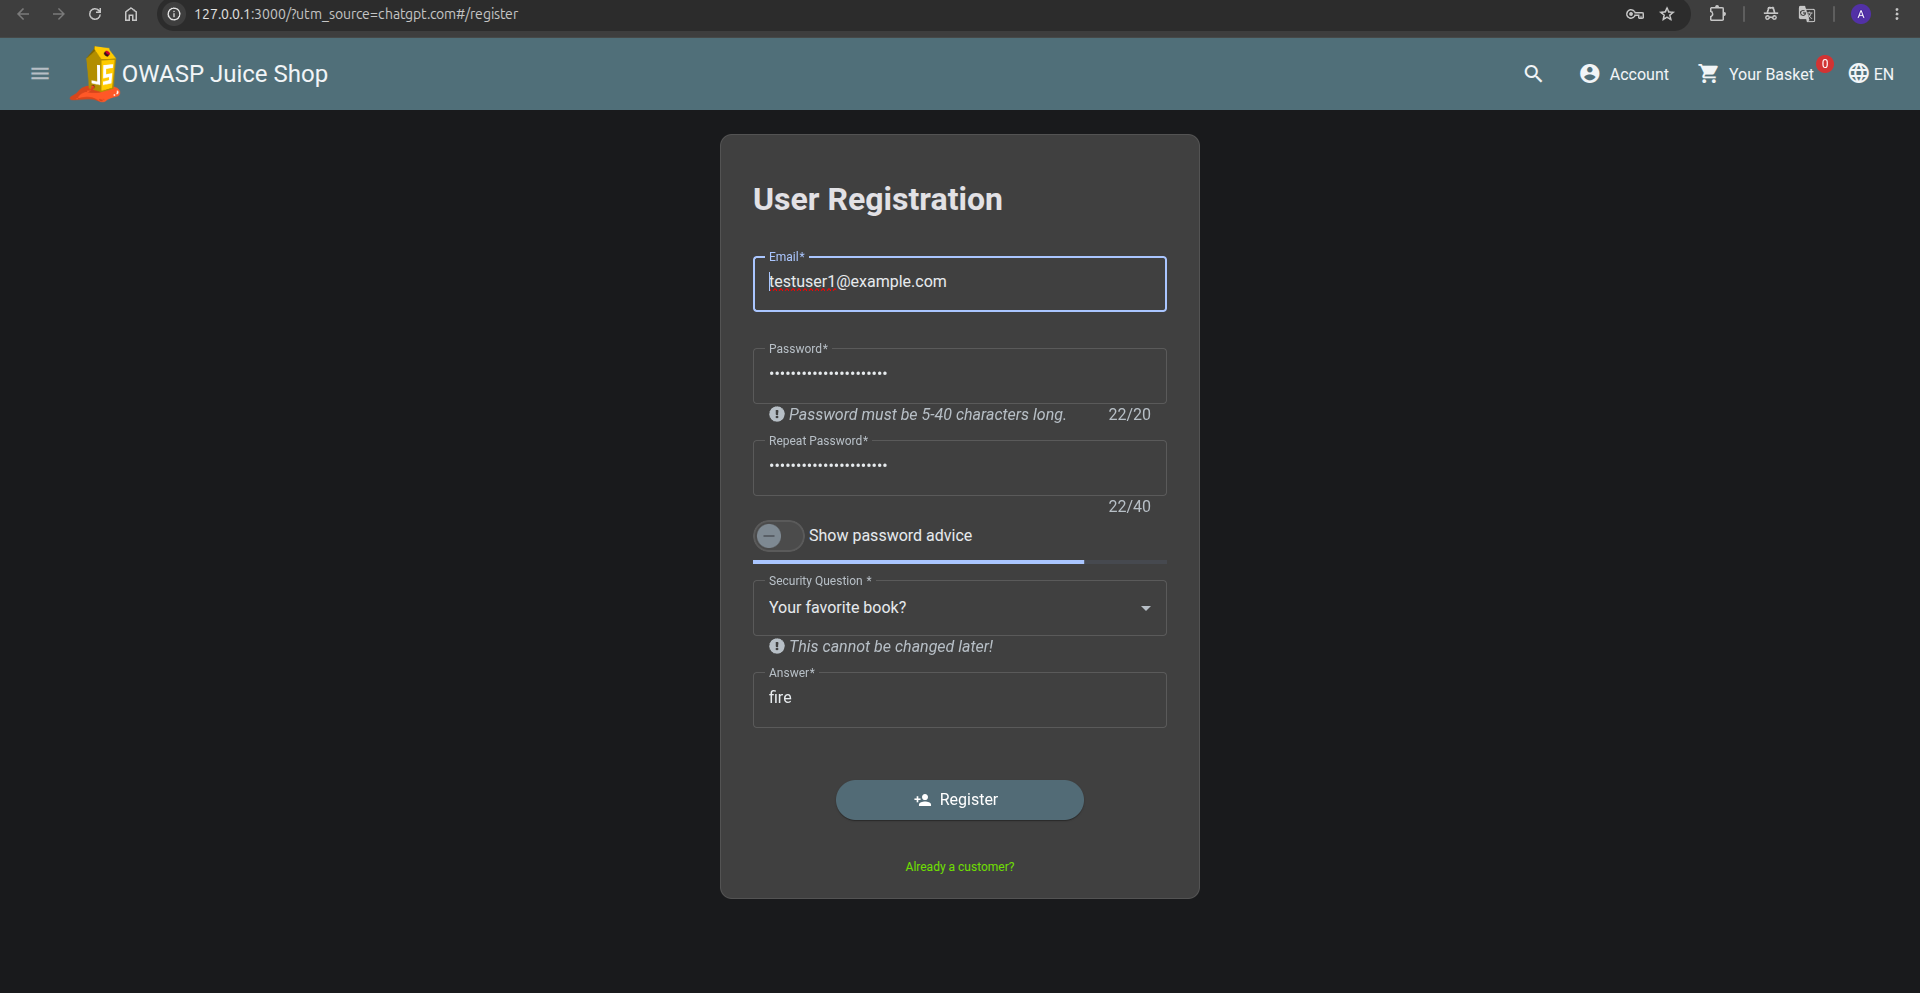 127.0.0.1:3000/?utm_source=chatgpt.com#/register
A
JS
OWASP Juice Shop
Account
Your Basket
0
EN
User Registration
Email*
testuser1@example.com
Password*
••••••••••••••••••••••
Password must be 5-40 characters long.
22/20
Repeat Password*
••••••••••••••••••••••
22/40
Show password advice
Security Question *
Your favorite book?
This cannot be changed later!
Answer*
fire
Register
Already a customer?